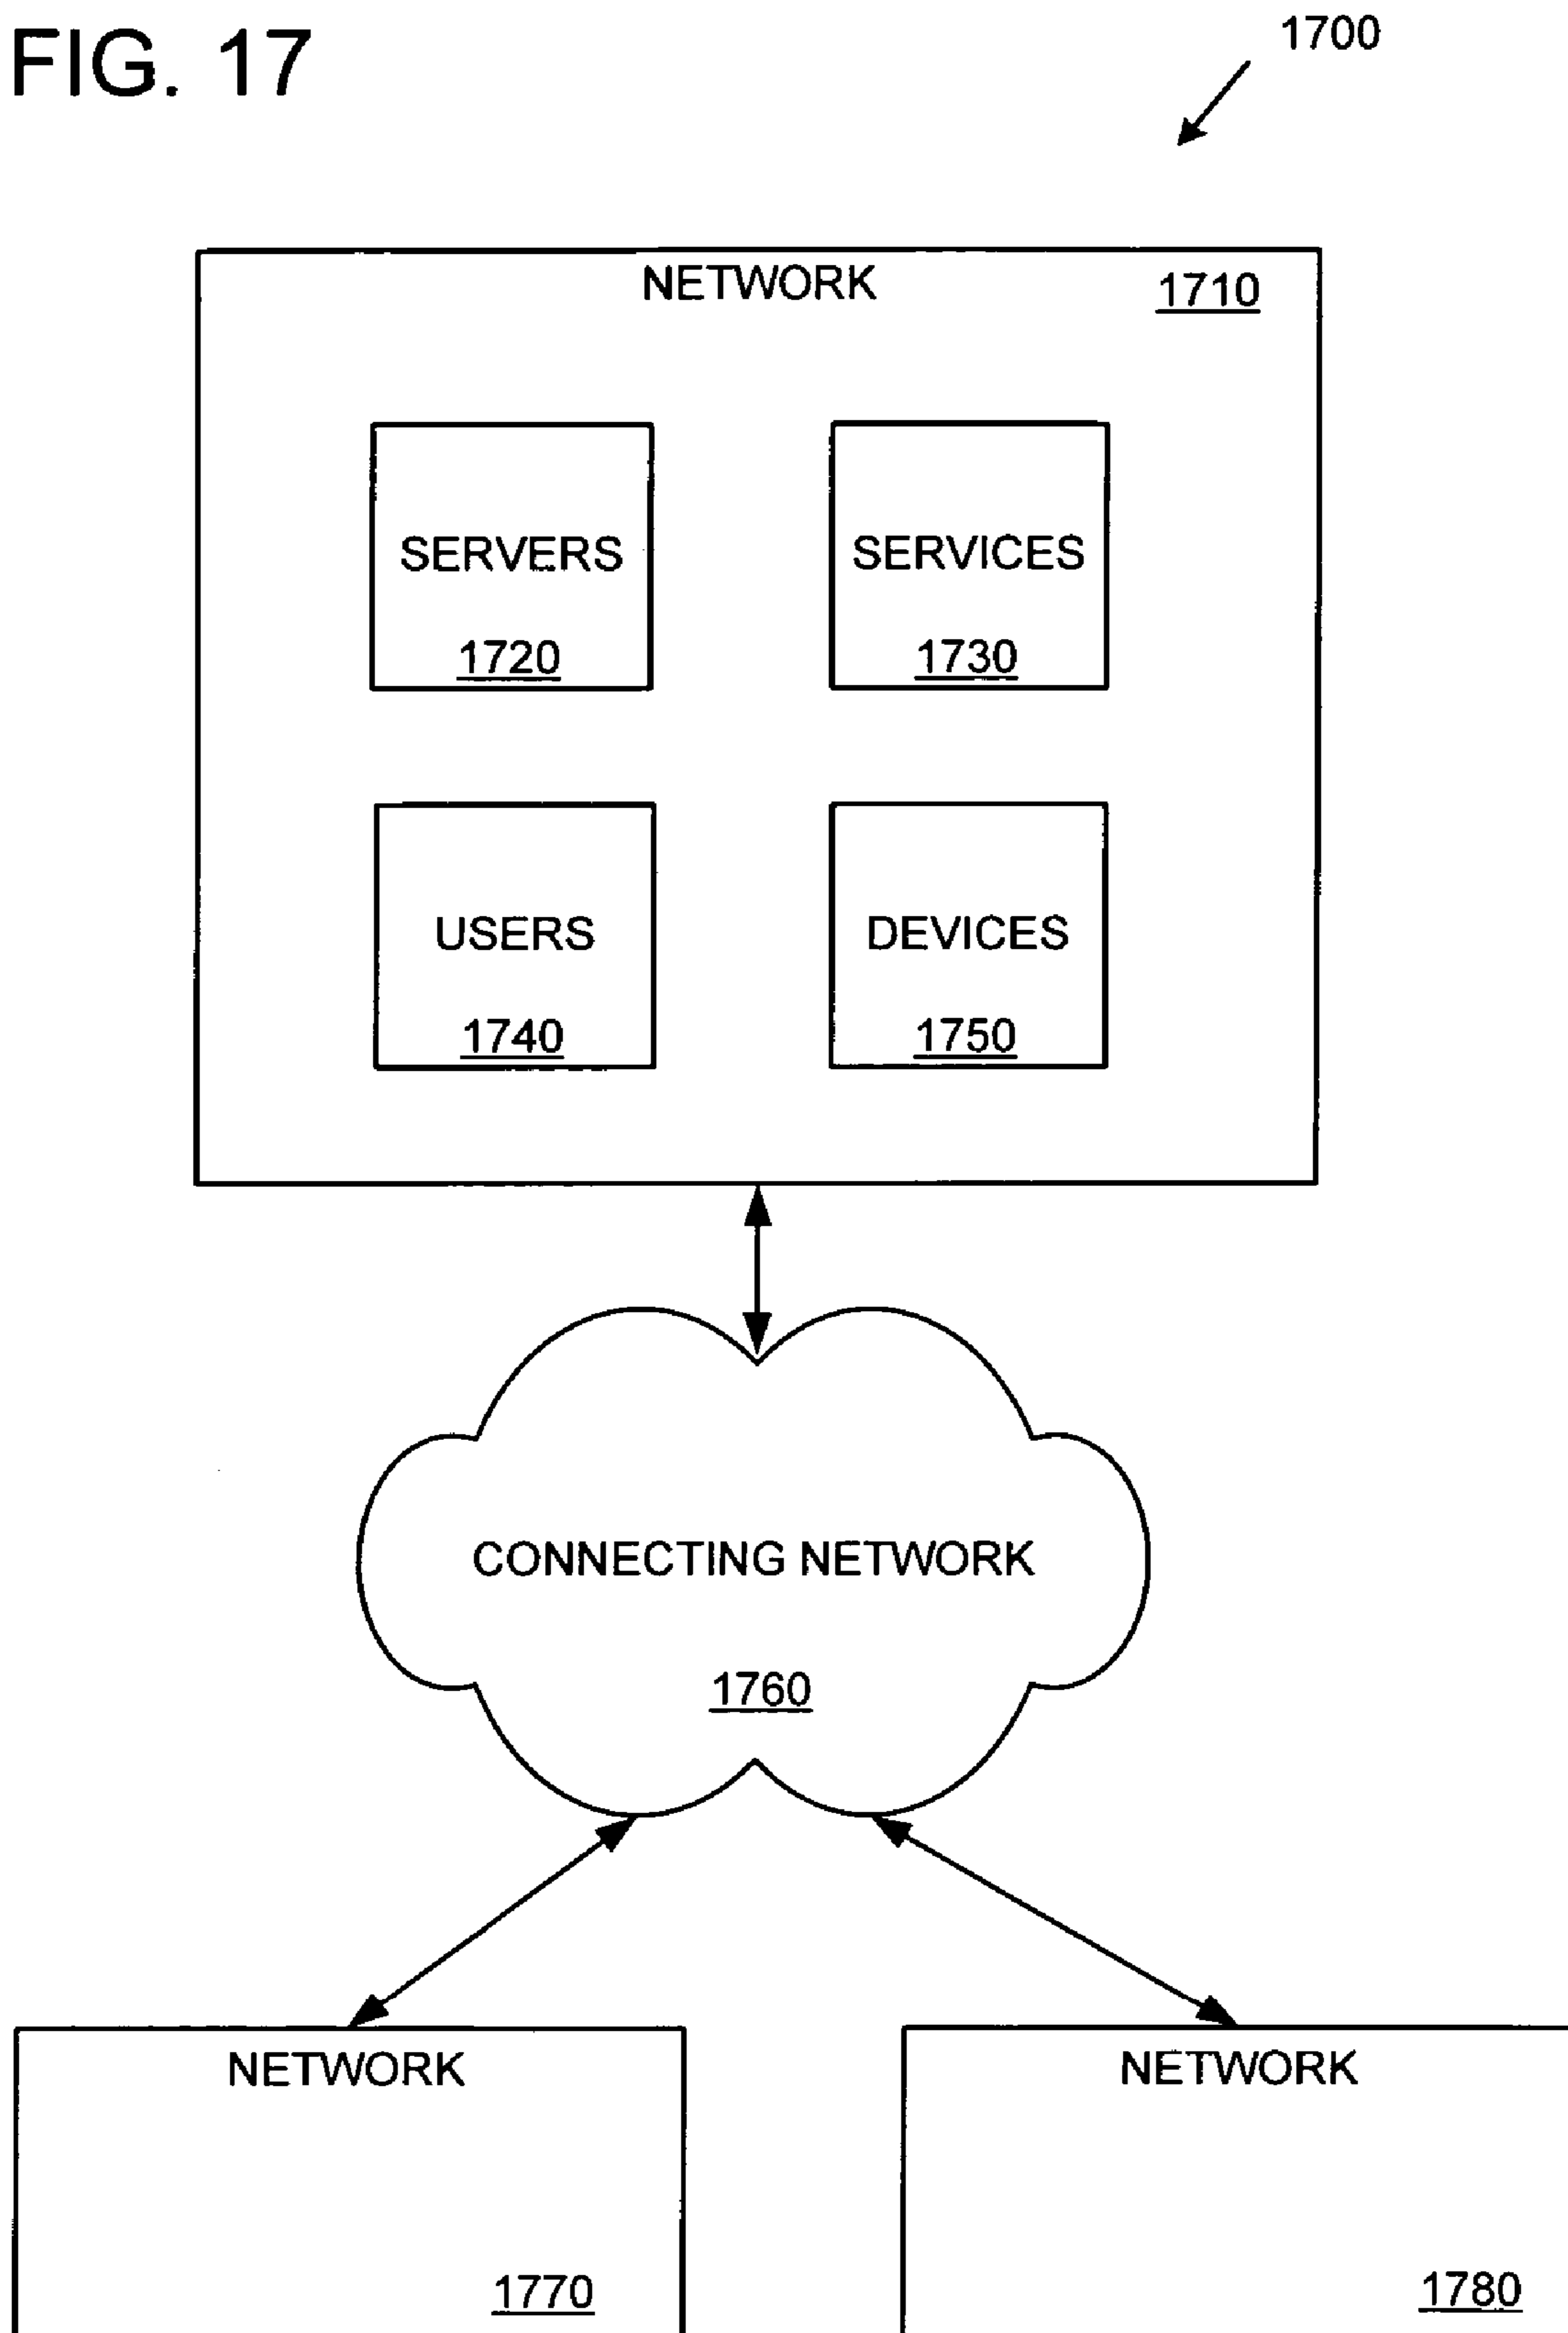 FIG. 17
1700
NETWORK
1710
SERVERS
1720
SERVICES
1730
USERS
1740
DEVICES
1750
CONNECTING NETWORK
1760
NETWORK
1770
NETWORK
1780